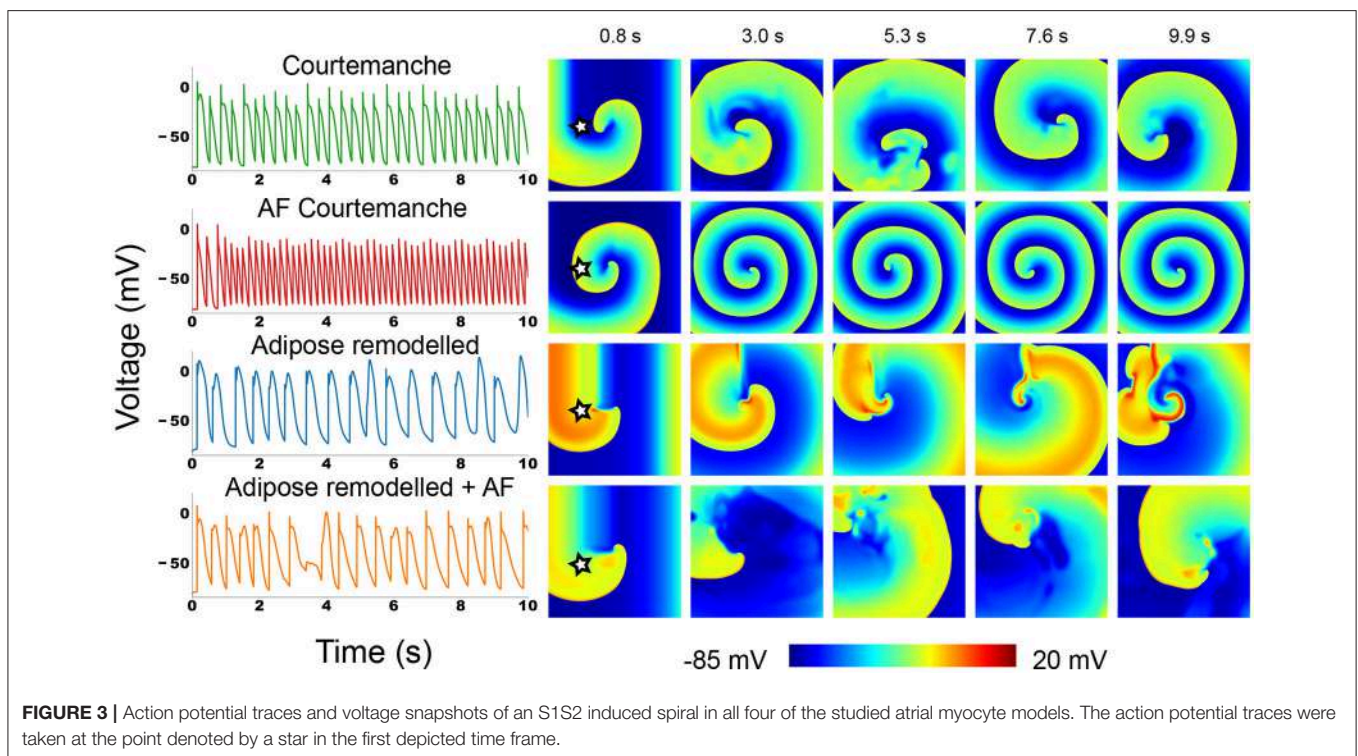 0.8 s 3.0 s 5.3 s 7.6 s 9.9 s
Voltage (mV)
Courtemanche
0
−50
0 2 4 6 8 10
AF Courtemanche
0
−50
0 2 4 6 8 10
Adipose remodelled
0
−50
0 2 4 6 8 10
Adipose remodelled + AF
0
−50
0 2 4 6 8 10
Time (s)
-85 mV 20 mV
FIGURE 3 | Action potential traces and voltage snapshots of an S1S2 induced spiral in all four of the studied atrial myocyte models. The action potential traces were
taken at the point denoted by a star in the first depicted time frame.